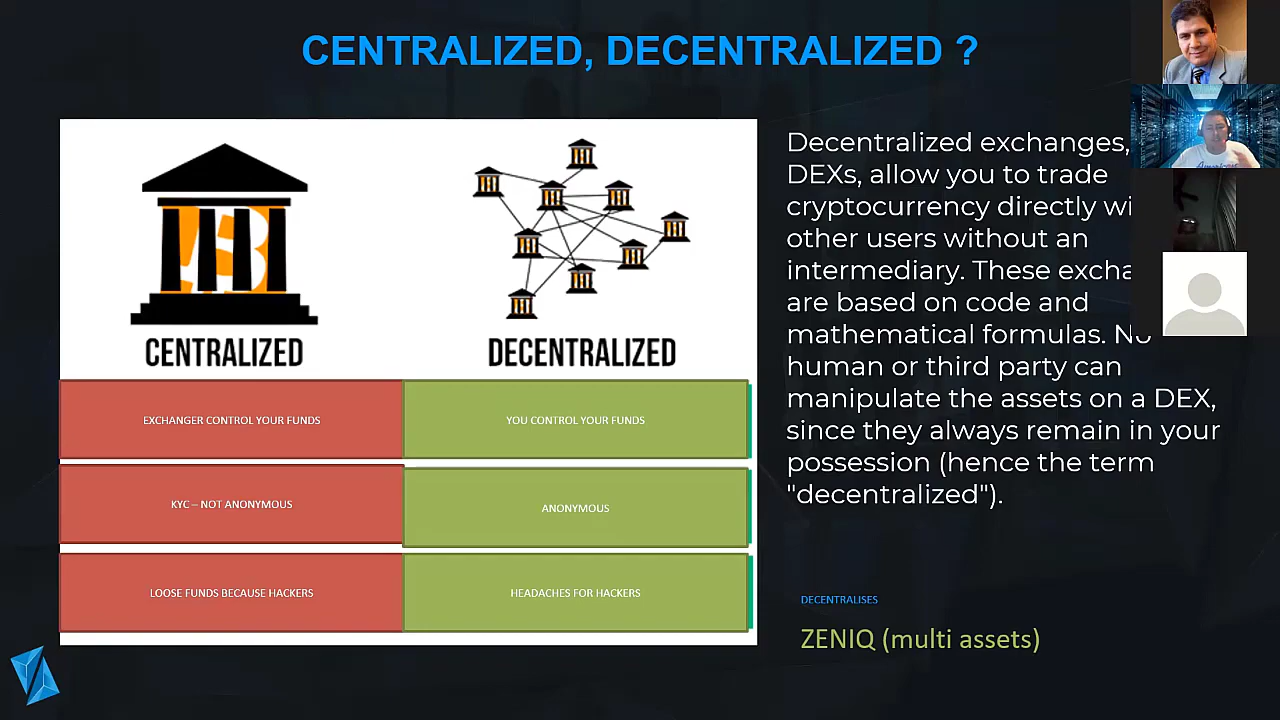 CENTRALIZED, DECENTRALIZED ?
CENTRALIZED
DECENTRALIZED
EXCHANGER CONTROL YOUR FUNDS
YOU CONTROL YOUR FUNDS
KYC – NOT ANONYMOUS
ANONYMOUS
LOOSE FUNDS BECAUSE HACKERS
HEADACHES FOR HACKERS
Decentralized exchanges,
DEXs, allow you to trade
cryptocurrency directly
other users without an
intermediary. These
are based on code and
mathematical formulas.
human or third party can
manipulate the assets on a DEX,
since they always remain in your
possession (hence the term
"decentralized").
DECENTRALISES
ZENIQ (multi assets)